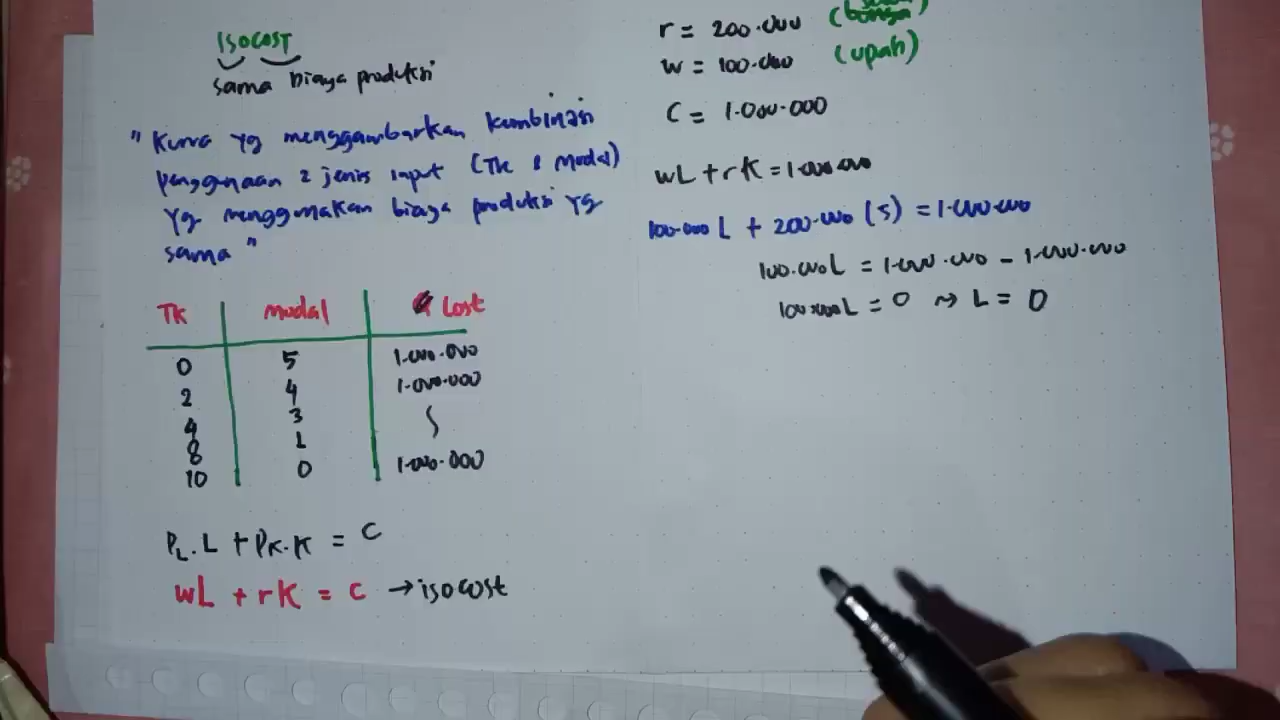 ISOCOST
sama biaya produksi
" Kurva yg menggambarkan kombinasi
penggunaan 2 jenis input (TK & Modal)
yg menggunakan biaya produksi yg
sama "
TK modal Cost
0 5 1.000.000
2 4 1.000.000
4 3
8 1
10 0 1.000.000
PL.L + PK.K = C
wL + rK = C → isocost
r = 200.000 (bunga)
w = 100.000 (upah)
C = 1.000.000
wL + rK = 1.000.000
100.000 L + 200.000 (5) = 1.000.000
100.000L = 1.000.000 - 1.000.000
100.000L = 0 ~> L = 0